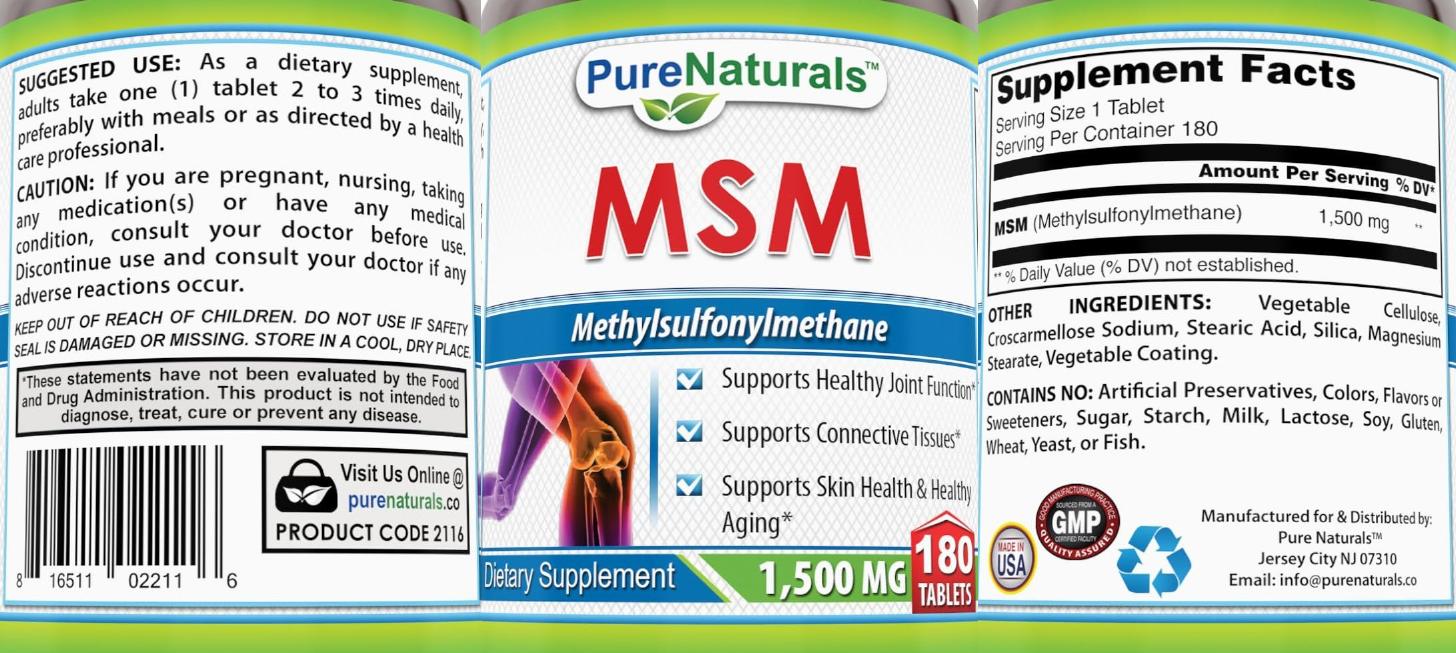 SUGGESTED USE: As a dietary supplement,
adults take one (1) tablet 2 to 3 times daily,
preferably with meals or as directed by a health
care professional.
CAUTION: If you are pregnant, nursing, taking
any medication(s) or have any medical
condition, consult your doctor before use.
Discontinue use and consult your doctor if any
adverse reactions occur.
KEEP OUT OF REACH OF CHILDREN. DO NOT USE IF SAFETY
SEAL IS DAMAGED OR MISSING. STORE IN A COOL, DRY PLACE.
*These statements have not been evaluated by the Food
and Drug Administration. This product is not intended to
diagnose, treat, cure or prevent any disease.
8 16511 02211 6
Visit Us Online @
purenaturals.co
PRODUCT CODE 2116
PureNaturals™
MSM
Methylsulfonylmethane
Supports Healthy Joint Function*
Supports Connective Tissues*
Supports Skin Health & Healthy
Aging*
Dietary Supplement
1,500 MG
180
TABLETS
Supplement Facts
Serving Size 1 Tablet
Serving Per Container 180
Amount Per Serving % DV*
MSM (Methylsulfonylmethane) 1,500 mg **
** % Daily Value (% DV) not established.
OTHER INGREDIENTS: Vegetable Cellulose,
Croscarmellose Sodium, Stearic Acid, Silica, Magnesium
Stearate, Vegetable Coating.
CONTAINS NO: Artificial Preservatives, Colors, Flavors or
Sweeteners, Sugar, Starch, Milk, Lactose, Soy, Gluten,
Wheat, Yeast, or Fish.
MADE IN
USA
GOOD MANUFACTURING PRACTICE
SOURCED FROM A
GMP
CERTIFIED FACILITY
QUALITY ASSURED
Manufactured for & Distributed by:
Pure Naturals™
Jersey City NJ 07310
Email: info@purenaturals.co